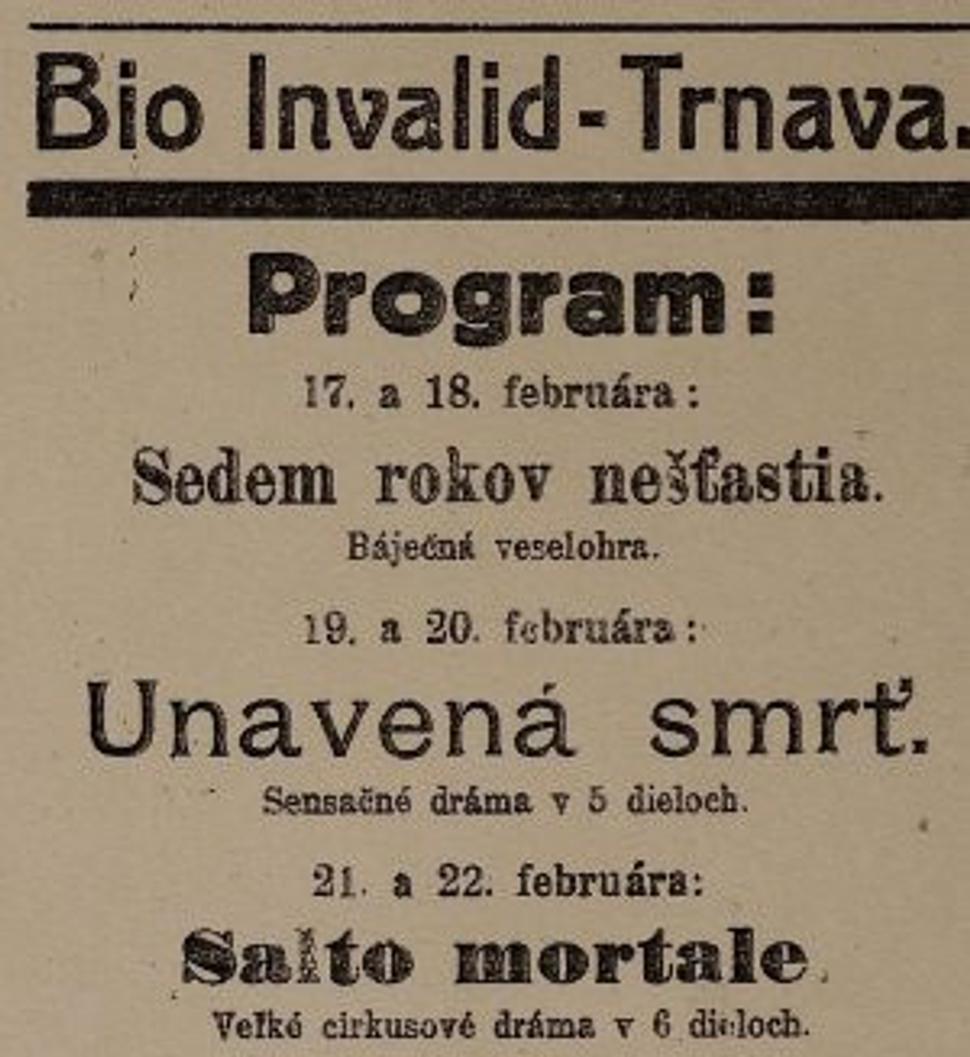 Bio Invalid - Trnava.
Program:
17. a 18. februára:
Sedem rokov nešťastia.
Báječná veselohra.
19. a 20. februára:
Unavená smrť.
Sensačné dráma v 5 dieloch.
21. a 22. februára:
Salto mortale.
Veľké cirkusové dráma v 6 dieloch.